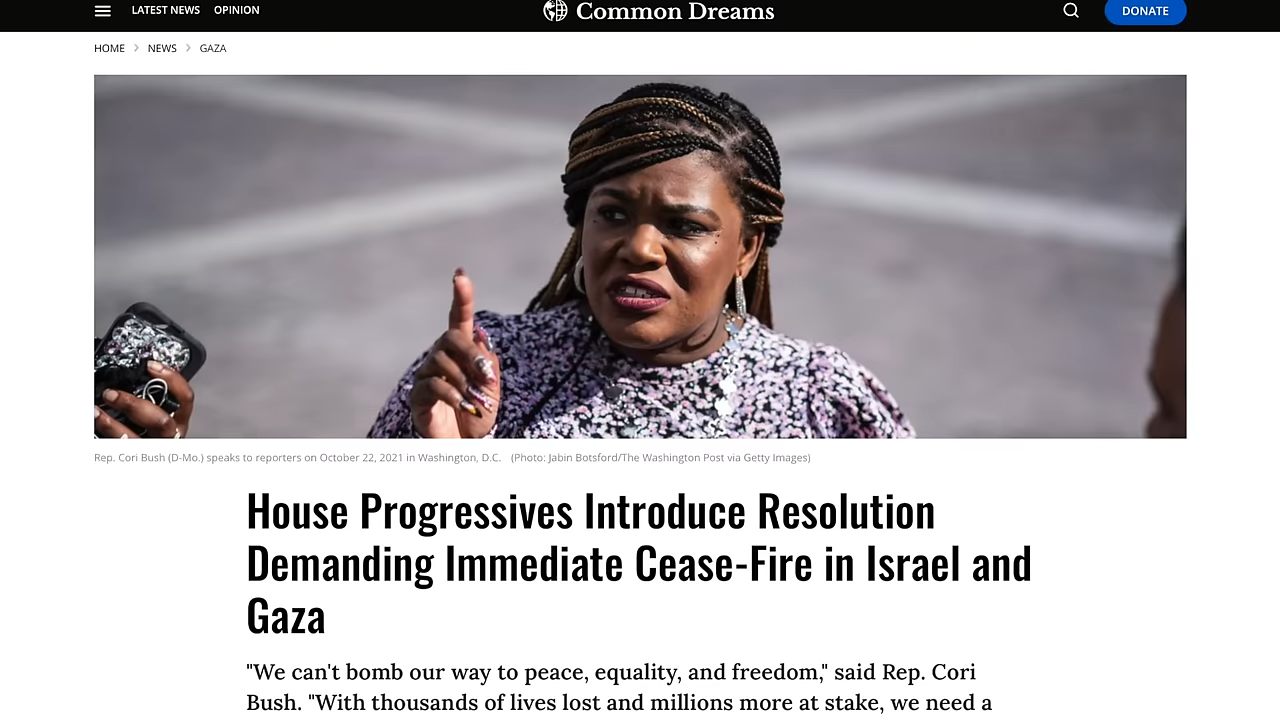 LATEST NEWS OPINION Common Dreams DONATE
HOME NEWS GAZA
Rep. Cori Bush (D-Mo.) speaks to reporters on October 22, 2021 in Washington, D.C. (Photo: Jabin Botsford/The Washington Post via Getty Images)
House Progressives Introduce Resolution
Demanding Immediate Cease-Fire in Israel and
Gaza
"We can't bomb our way to peace, equality, and freedom," said Rep. Cori
Bush. "With thousands of lives lost and millions more at stake, we need a